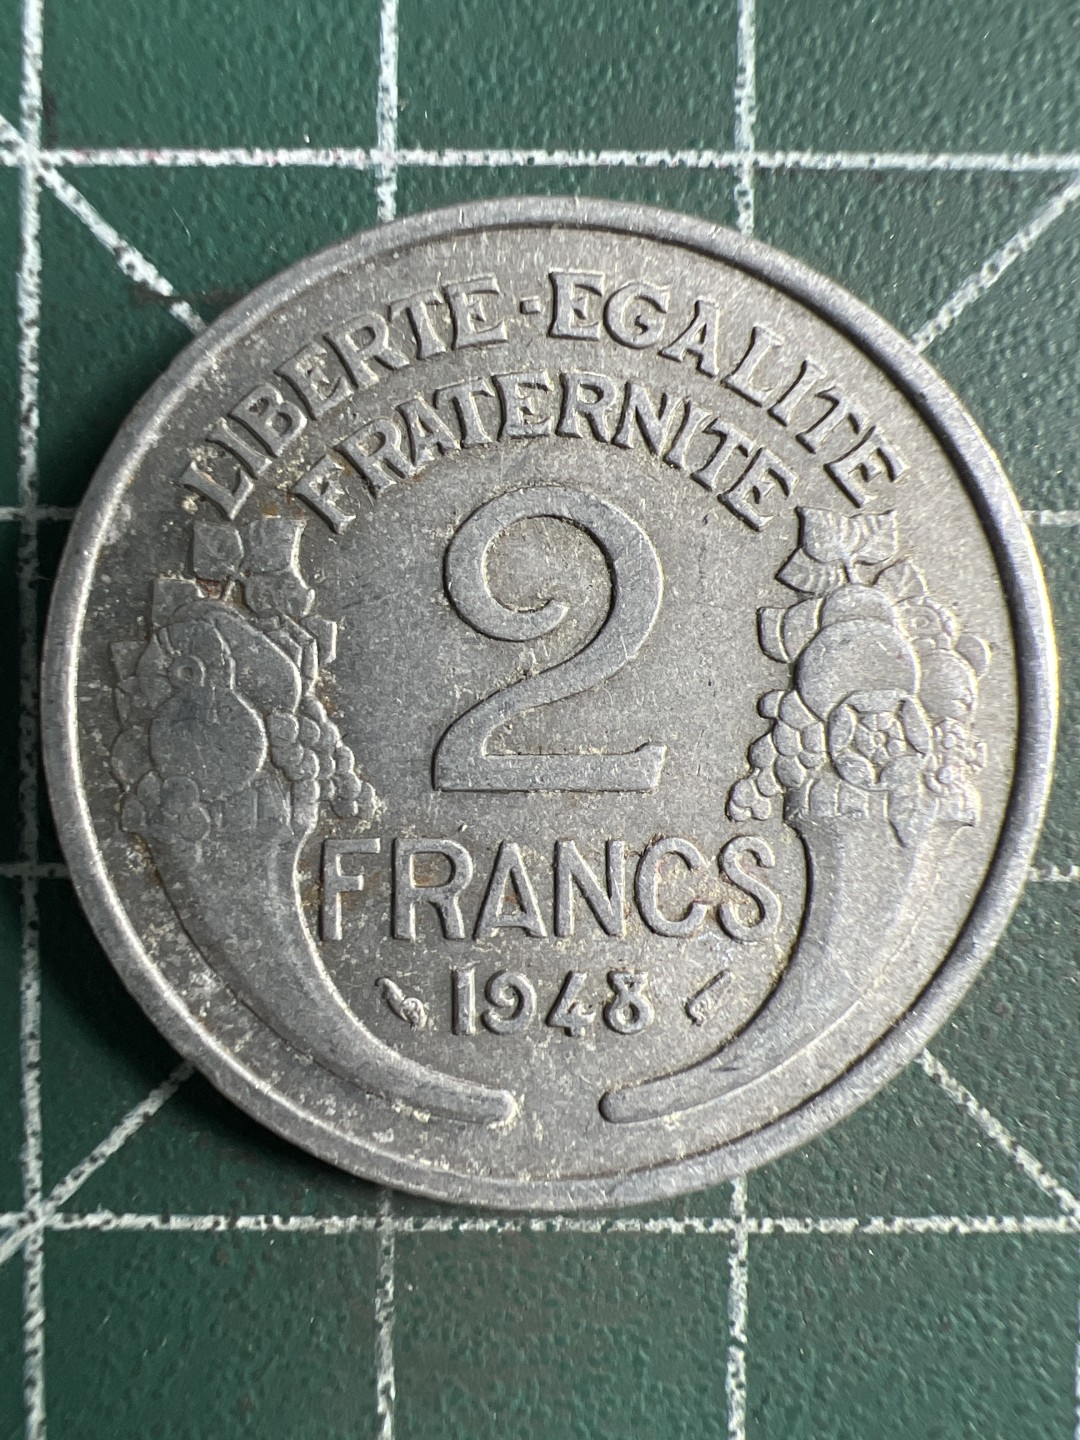 LIBERTE-EGALITE
FRATERNITE
2
FRANCS
1948